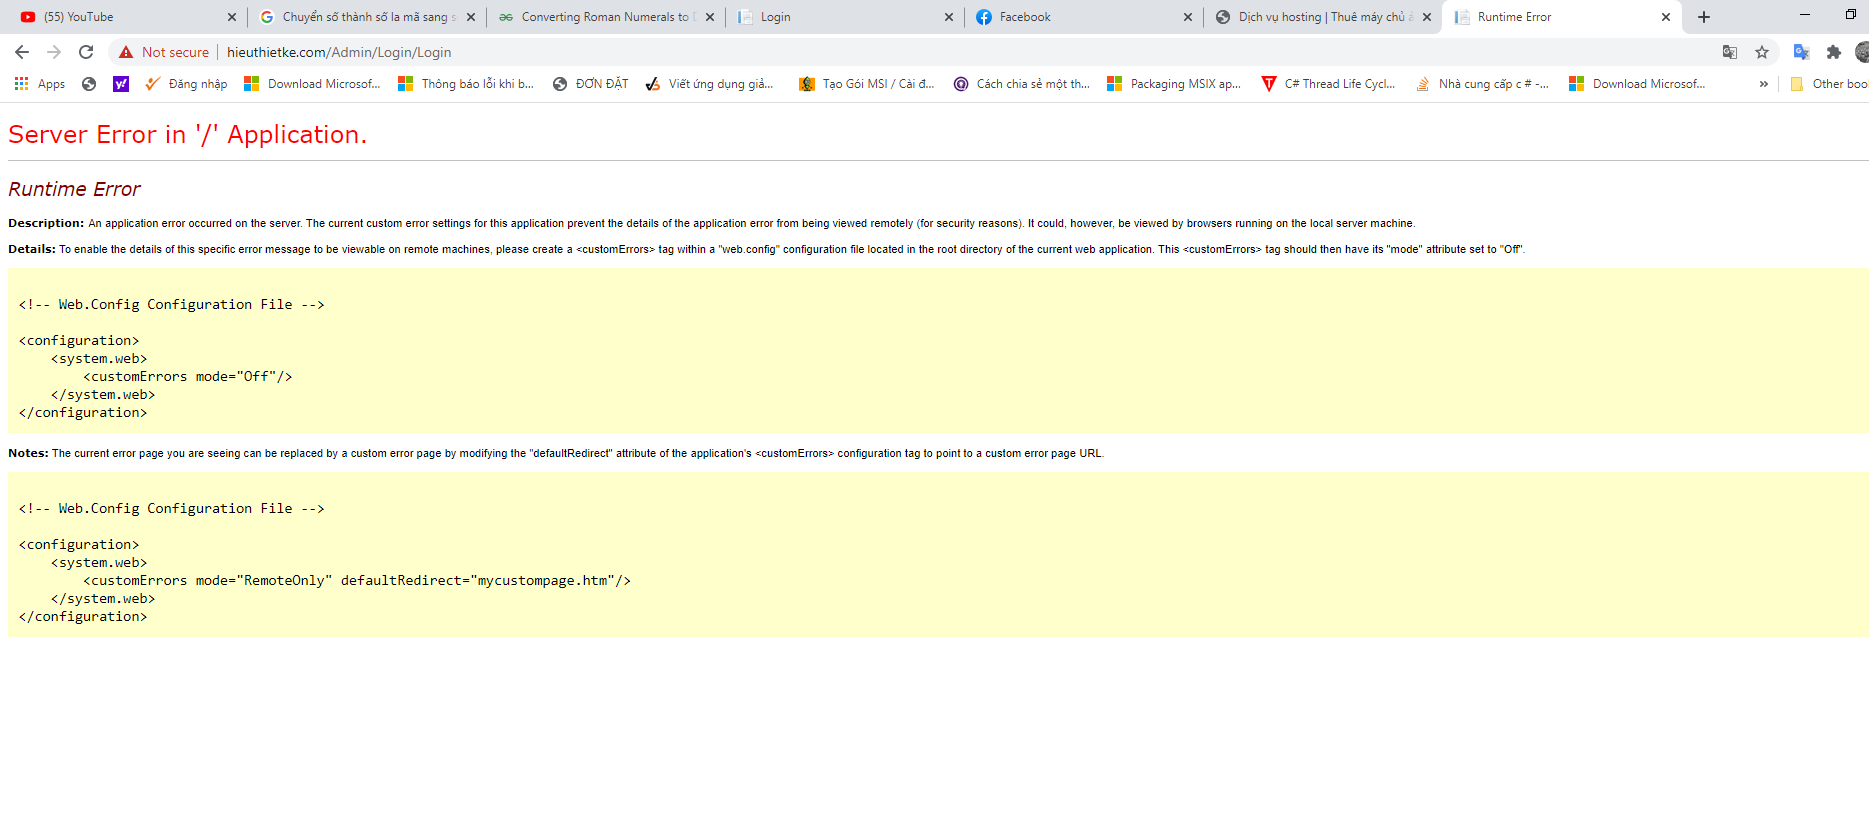 (55) YouTube
Chuyển số thành số la mã sang s
Converting Roman Numerals to D
Login
Facebook
Dịch vụ hosting | Thuê máy chủ ả
Runtime Error
Not secure
hieuthietke.com/Admin/Login/Login
Apps
Đăng nhập
Download Microsof...
Thông báo lỗi khi b...
ĐƠN ĐẶT
Viết ứng dụng giả...
Tạo Gói MSI / Cài đ...
Cách chia sẻ một th...
Packaging MSIX ap...
C# Thread Life Cycl...
Nhà cung cấp c # -...
Download Microsof...
»
Other boo
Server Error in '/' Application.
Runtime Error
Description: An application error occurred on the server. The current custom error settings for this application prevent the details of the application error from being viewed remotely (for security reasons). It could, however, be viewed by browsers running on the local server machine.
Details: To enable the details of this specific error message to be viewable on remote machines, please create a <customErrors> tag within a "web.config" configuration file located in the root directory of the current web application. This <customErrors> tag should then have its "mode" attribute set to "Off".
<!-- Web.Config Configuration File -->
<configuration>
<system.web>
<customErrors mode="Off"/>
</system.web>
</configuration>
Notes: The current error page you are seeing can be replaced by a custom error page by modifying the "defaultRedirect" attribute of the application's <customErrors> configuration tag to point to a custom error page URL.
<!-- Web.Config Configuration File -->
<configuration>
<system.web>
<customErrors mode="RemoteOnly" defaultRedirect="mycustompage.htm"/>
</system.web>
</configuration>